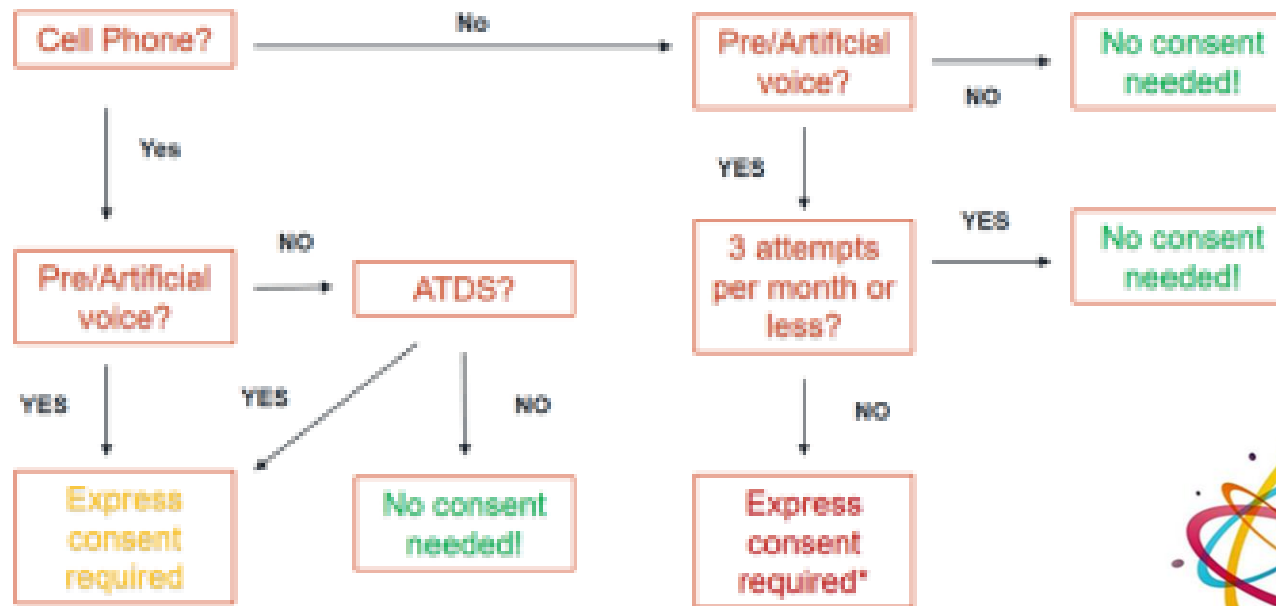 Cell Phone?
No
Pre/Artificial
voice?
NO
No consent
needed!
Yes
YES
Pre/Artificial
voice?
NO
ATDS?
3 attempts
per month or
less?
YES
No consent
needed!
YES
YES
NO
NO
Express
consent
required
No consent
needed!
Express
consent
required*